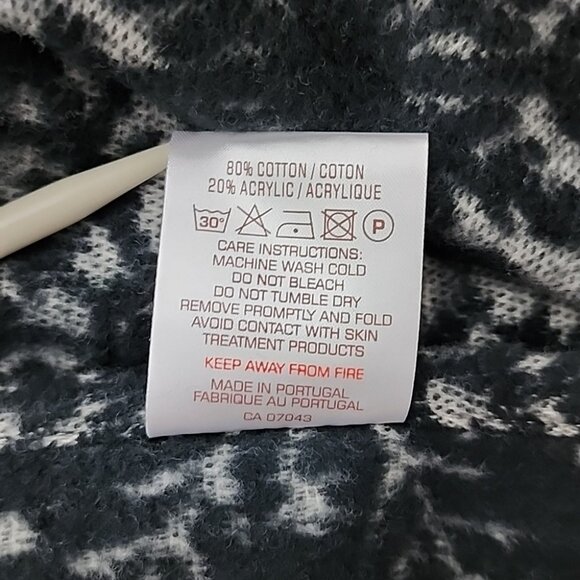 80% COTTON / COTON
20% ACRYLIC / ACRYLIQUE
30° P
CARE INSTRUCTIONS:
MACHINE WASH COLD
DO NOT BLEACH
DO NOT TUMBLE DRY
REMOVE PROMPTLY AND FOLD
AVOID CONTACT WITH SKIN
TREATMENT PRODUCTS
KEEP AWAY FROM FIRE
MADE IN PORTUGAL
FABRIQUE AU PORTUGAL
CA 07043